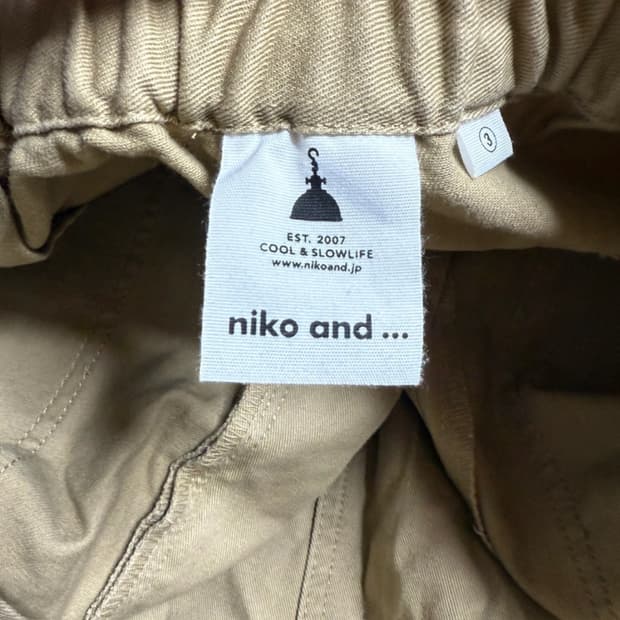 EST. 2007
COOL & SLOWLIFE
www.nikoand.jp
niko and ...
③